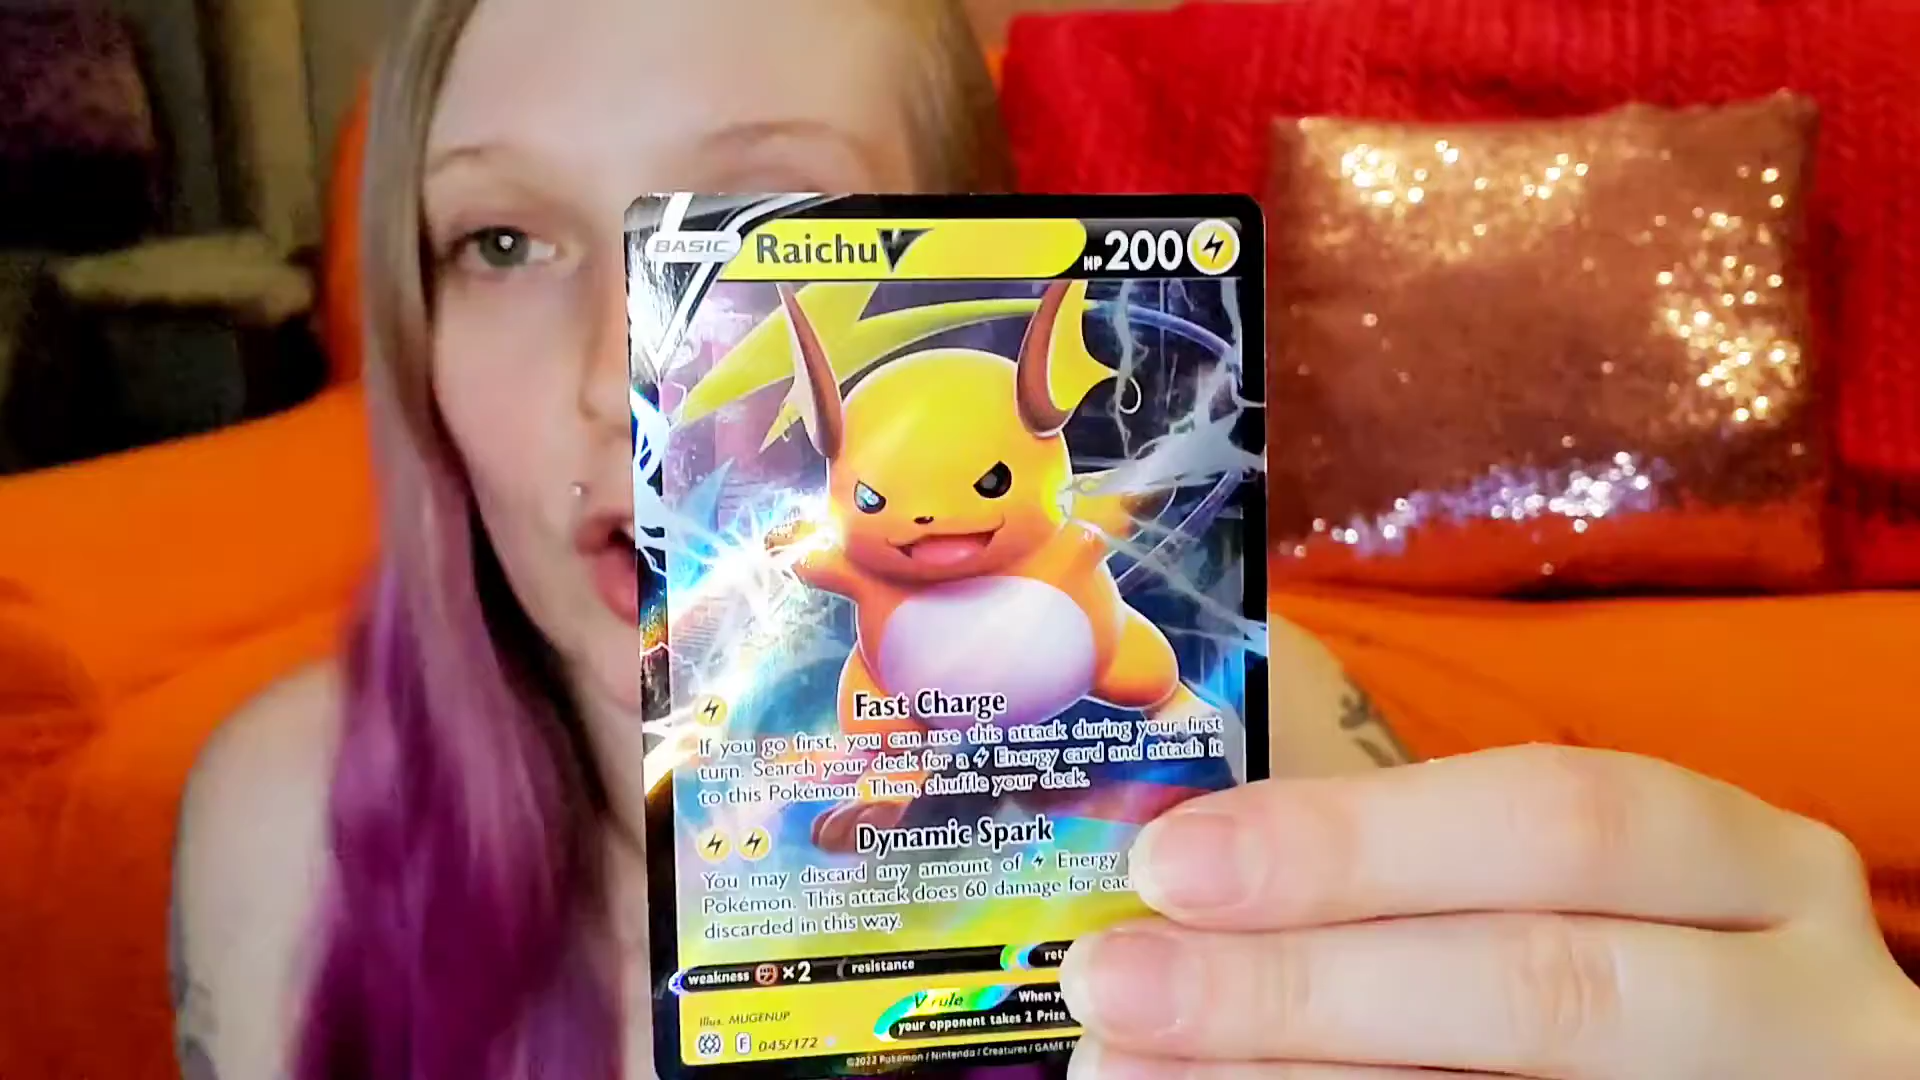 BASIC RaichuV HP 200
Fast Charge
If you go first, you can use this attack during your first
turn. Search your deck for a Energy card and attach it
to this Pokémon. Then, shuffle your deck.
Dynamic Spark
You may discard any amount of Energy
Pokémon. This attack does 60 damage for
discarded in this way.
weakness ×2 resistance
V rule When
your opponent takes 2 Prize
Illus. MUGENUP
F 045/172
©2022 Pokémon / Nintendo / Creatures / GAME